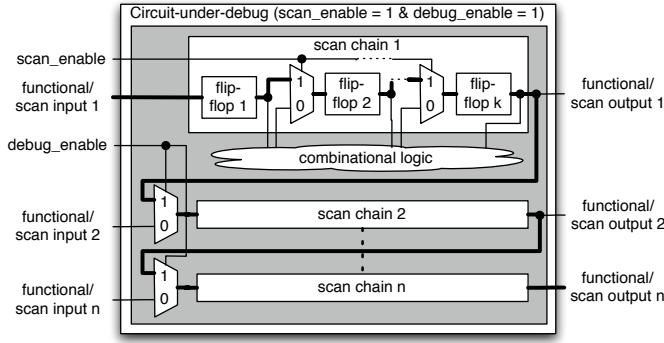 Circuit-under-debug (scan_enable = 1 & debug_enable = 1)
scan chain 1
scan_enable
functional/
scan input 1
flip-
flop 1
1
0
flip-
flop 2
1
0
flip-
flop k
functional/
scan output 1
debug_enable
combinational logic
functional/
scan input 2
1
0
scan chain 2
functional/
scan output 2
functional/
scan input n
1
0
scan chain n
functional/
scan output n